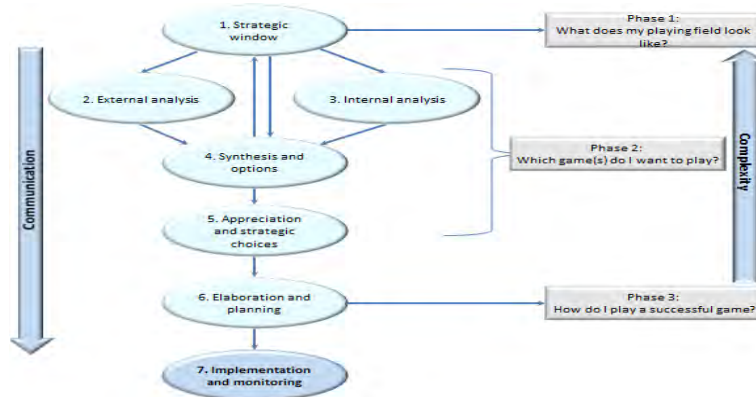 1. Strategic
window
Phase 1:
What does my playing field look
like?
2. External analysis
3. Internal analysis
4. Synthesis and
options
Phase 2:
Which game(s) do I want to play?
5. Appreciation
and strategic
choices
6. Elaboration and
planning
Phase 3:
How do I play a successful game?
7. Implementation
and monitoring
Communication
Complexity